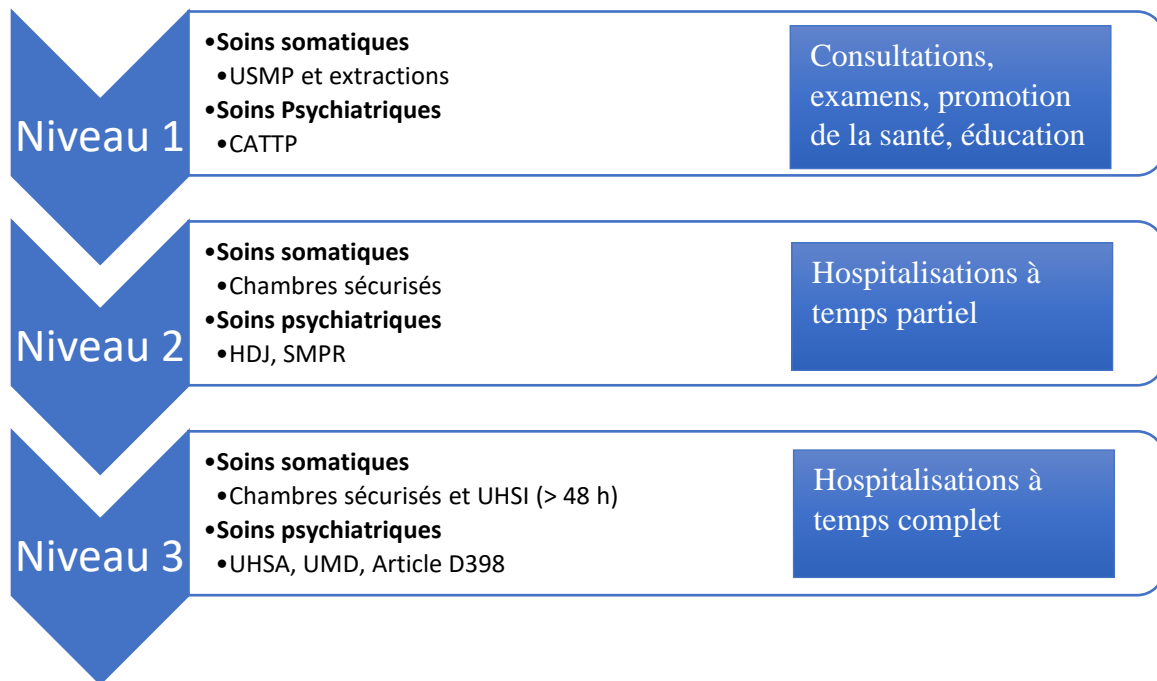 Niveau 1
•Soins somatiques
•USMP et extractions
•Soins Psychiatriques
•CATTP
Consultations,
examens, promotion
de la santé, éducation
Niveau 2
•Soins somatiques
•Chambres sécurisés
•Soins psychiatriques
•HDJ, SMPR
Hospitalisations à
temps partiel
Niveau 3
•Soins somatiques
•Chambres sécurisés et UHSI (> 48 h)
•Soins psychiatriques
•UHSA, UMD, Article D398
Hospitalisations à
temps complet